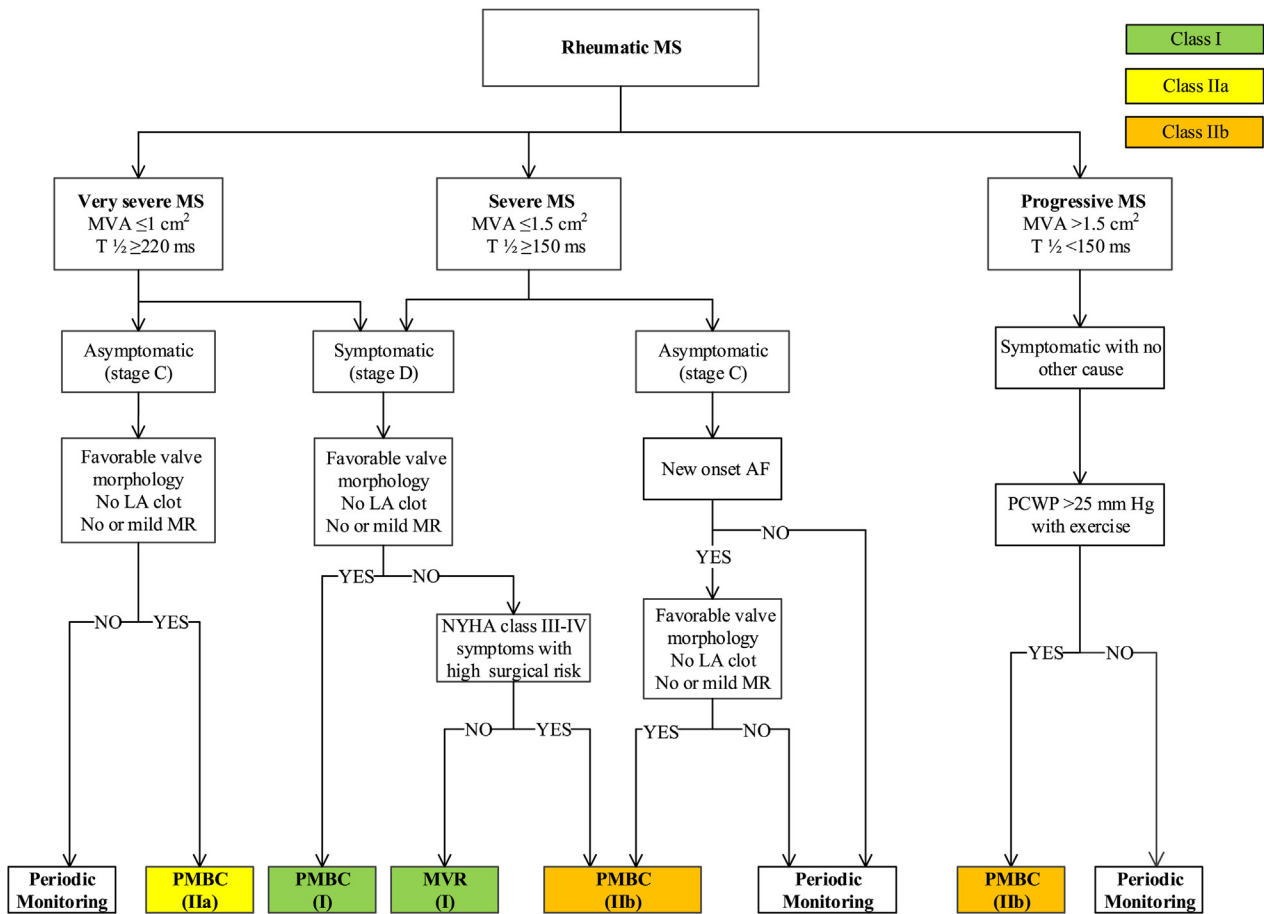 Rheumatic MS
Class I
Class IIa
Class IIb
Very severe MS
MVA ≤1 cm²
T ½ ≥220 ms
Severe MS
MVA ≤1.5 cm²
T ½ ≥150 ms
Progressive MS
MVA >1.5 cm²
T ½ <150 ms
Asymptomatic
(stage C)
Symptomatic
(stage D)
Asymptomatic
(stage C)
Symptomatic with no
other cause
Favorable valve
morphology
No LA clot
No or mild MR
Favorable valve
morphology
No LA clot
No or mild MR
New onset AF
PCWP >25 mm Hg
with exercise
NO
YES
YES
NO
YES
NO
NYHA class III-IV
symptoms with
high surgical risk
Favorable valve
morphology
No LA clot
No or mild MR
YES
NO
NO
YES
YES
NO
Periodic
Monitoring
PMBC
(IIa)
PMBC
(I)
MVR
(I)
PMBC
(IIb)
Periodic
Monitoring
PMBC
(IIb)
Periodic
Monitoring